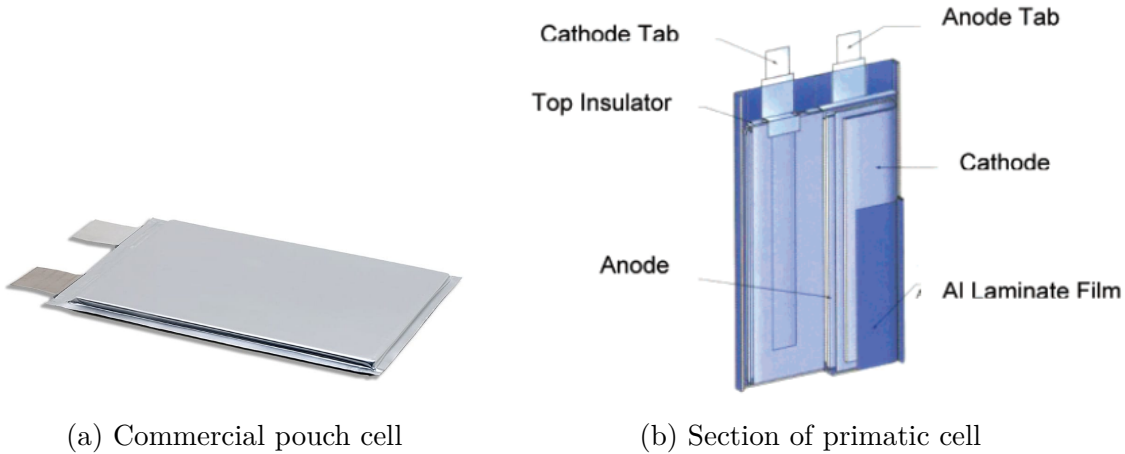 Cathode Tab
Anode Tab
Top Insulator
Cathode
Anode
Al Laminate Film
(a) Commercial pouch cell
(b) Section of primatic cell